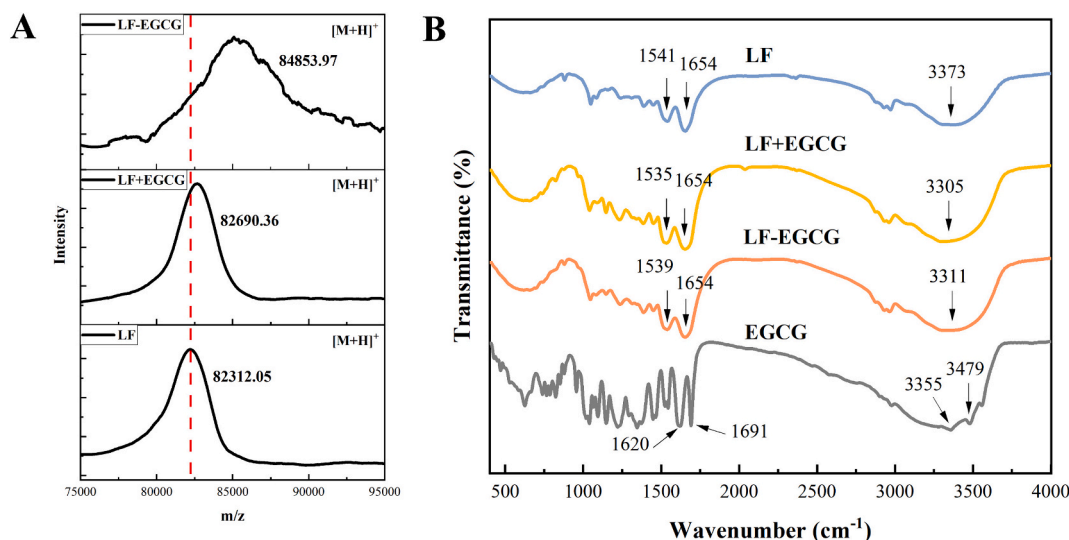 A
LF-EGCG
[M+H]+
84853.97
LF+EGCG
[M+H]+
82690.36
LF
[M+H]+
82312.05
Intensity
75000 80000 85000 90000 95000
m/z
B
LF
1541
1654
3373
LF+EGCG
1535
1654
3305
LF-EGCG
1539
1654
3311
EGCG
3355
3479
1620
1691
Transmittance (%)
500 1000 1500 2000 2500 3000 3500 4000
Wavenumber (cm-1)